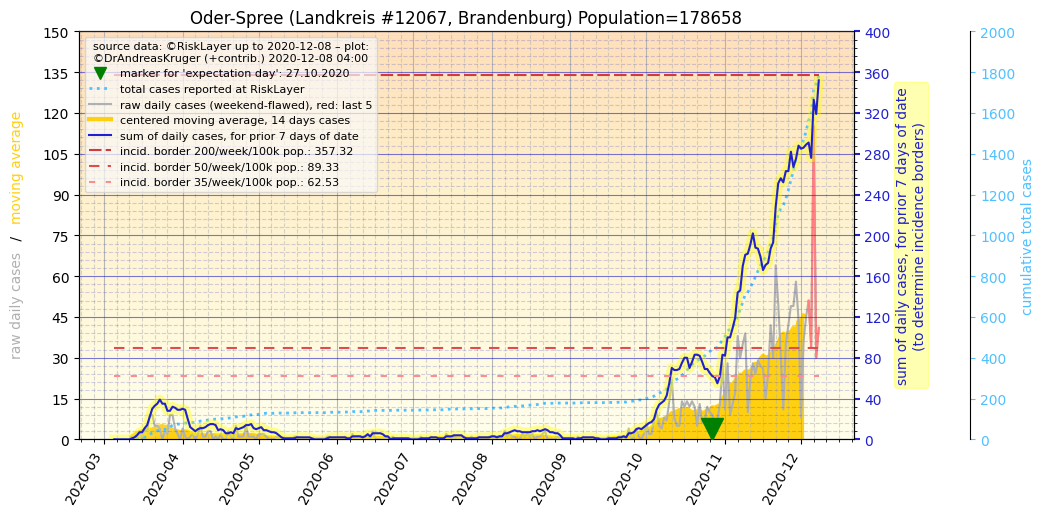 Oder-Spree (Landkreis #12067, Brandenburg) Population=178658
source data: ©RiskLayer up to 2020-12-08 – plot:
©DrAndreasKruger (+contrib.) 2020-12-08 04:00
marker for 'expectation day': 27.10.2020
total cases reported at RiskLayer
raw daily cases (weekend-flawed), red: last 5
centered moving average, 14 days cases
sum of daily cases, for prior 7 days of date
incid. border 200/week/100k pop.: 357.32
incid. border 50/week/100k pop.: 89.33
incid. border 35/week/100k pop.: 62.53
raw daily cases / moving average
150
135
120
105
90
75
60
45
30
15
0
2020-03
2020-04
2020-05
2020-06
2020-07
2020-08
2020-09
2020-10
2020-11
2020-12
400
360
320
280
240
200
160
120
80
40
0
sum of daily cases, for prior 7 days of date
(to determine incidence borders)
2000
1800
1600
1400
1200
1000
800
600
400
200
0
cumulative total cases